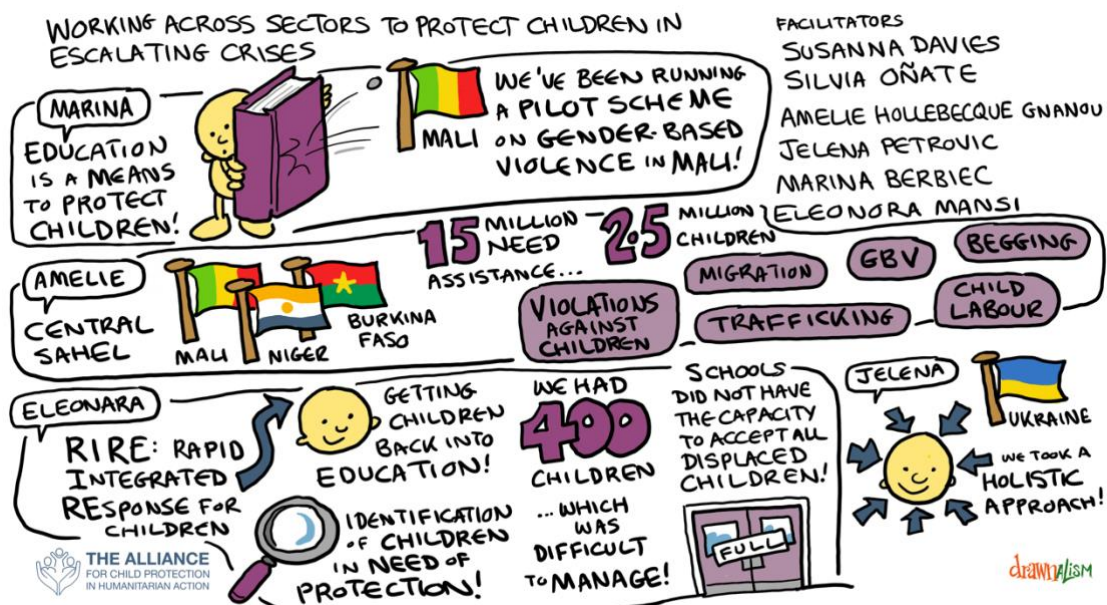 WORKING ACROSS SECTORS TO PROTECT CHILDREN IN
ESCALATING CRISES
FACILITATORS
SUSANNA DAVIES
SILVIA OÑATE
AMELIE HOLLEBECQUE GNANOU
JELENA PETROVIC
MARINA BERBIEC
ELEONORA MANSI
MARINA
EDUCATION
IS A MEANS
TO PROTECT
CHILDREN!
MALI
WE'VE BEEN RUNNING
A PILOT SCHEME
ON GENDER-BASED
VIOLENCE IN MALI!
AMELIE
CENTRAL
SAHEL
MALI
NIGER
BURKINA
FASO
15 MILLION
NEED
ASSISTANCE...
2.5 MILLION
CHILDREN
VIOLATIONS
AGAINST
CHILDREN
MIGRATION
GBV
BEGGING
TRAFFICKING
CHILD
LABOUR
ELEONARA
RIRE: RAPID
INTEGRATED
RESPONSE FOR
CHILDREN
GETTING
CHILDREN
BACK INTO
EDUCATION!
IDENTIFICATION
OF CHILDREN
IN NEED OF
PROTECTION!
WE HAD
400
CHILDREN
...WHICH
WAS
DIFFICULT
TO MANAGE!
SCHOOLS
DID NOT HAVE
THE CAPACITY
TO ACCEPT ALL
DISPLACED
CHILDREN!
FULL
JELENA
UKRAINE
WE TOOK A
HOLISTIC
APPROACH!
THE ALLIANCE
FOR CHILD PROTECTION
IN HUMANITARIAN ACTION
drawnalism